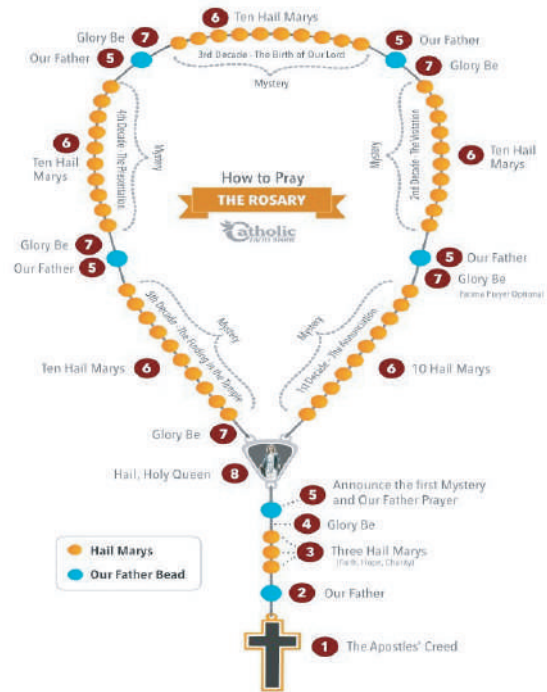 6 Ten Hail Marys
Glory Be 7
Our Father 5
5 Our Father
7 Glory Be
3rd Decade - The Birth of Our Lord
Mystery
4th Decade - The Presentation
Mystery
6
Ten Hail
Marys
2nd Decade - The Visitation
Mystery
6 Ten Hail
Marys
How to Pray
THE ROSARY
Catholic
Glory Be 7
Our Father 5
5 Our Father
7 Glory Be
(Fatima Prayer Optional)
5th Decade - The Finding in the Temple
Mystery
Ten Hail Marys 6
1st Decade - The Annunciation
Mystery
6 10 Hail Marys
Glory Be 7
Hail, Holy Queen 8
5 Announce the first Mystery
and Our Father Prayer
4 Glory Be
3 Three Hail Marys
(Faith, Hope, Charity)
Hail Marys
Our Father Bead
2 Our Father
1 The Apostles' Creed